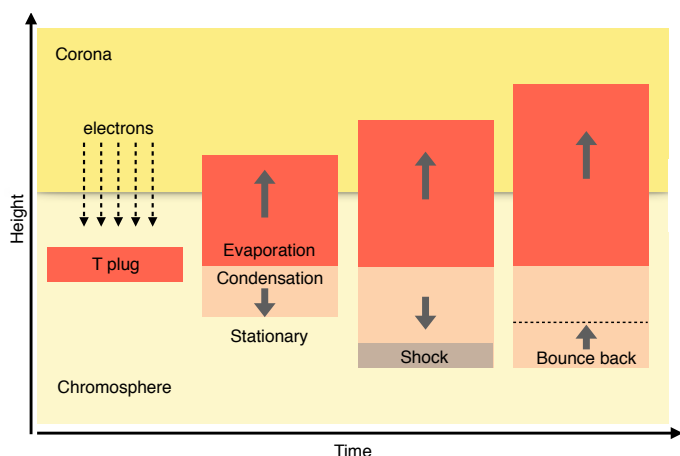 Corona
electrons
T plug
Evaporation
Condensation
Stationary
Shock
Bounce back
Chromosphere
Height
Time